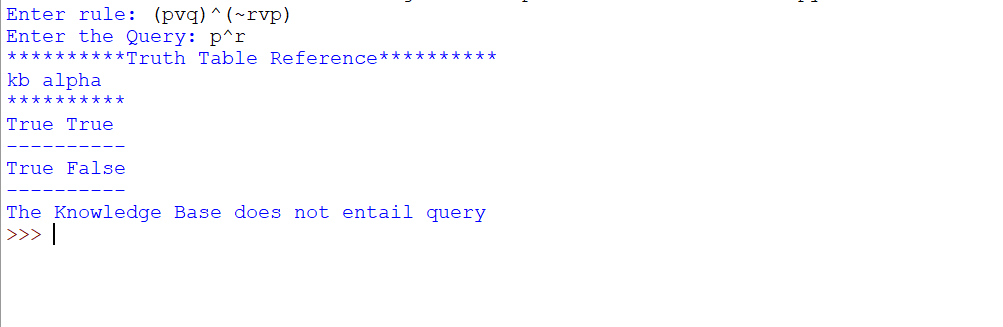 Enter rule: (pvq)^(~rvp)
Enter the Query: p^r
**********Truth Table Reference**********
kb alpha
**********
True True
----------
True False
----------
The Knowledge Base does not entail query
>>>